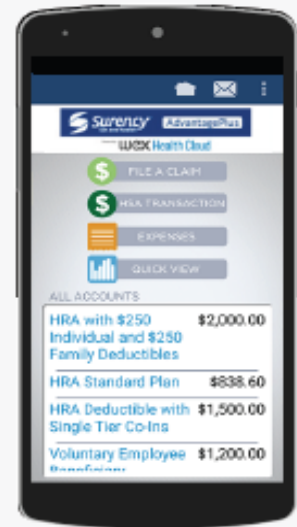 Surency AdvantagePlus
WEX Health Cloud
FILE A CLAIM
HSA TRANSACTION
EXPENSES
QUICK VIEW
ALL ACCOUNTS
HRA with $250 $2,000.00
Individual and $250
Family Deductibles
HRA Standard Plan $838.60
HRA Deductible with $1,500.00
Single Tier Co-Ins
Voluntary Employee $1,200.00